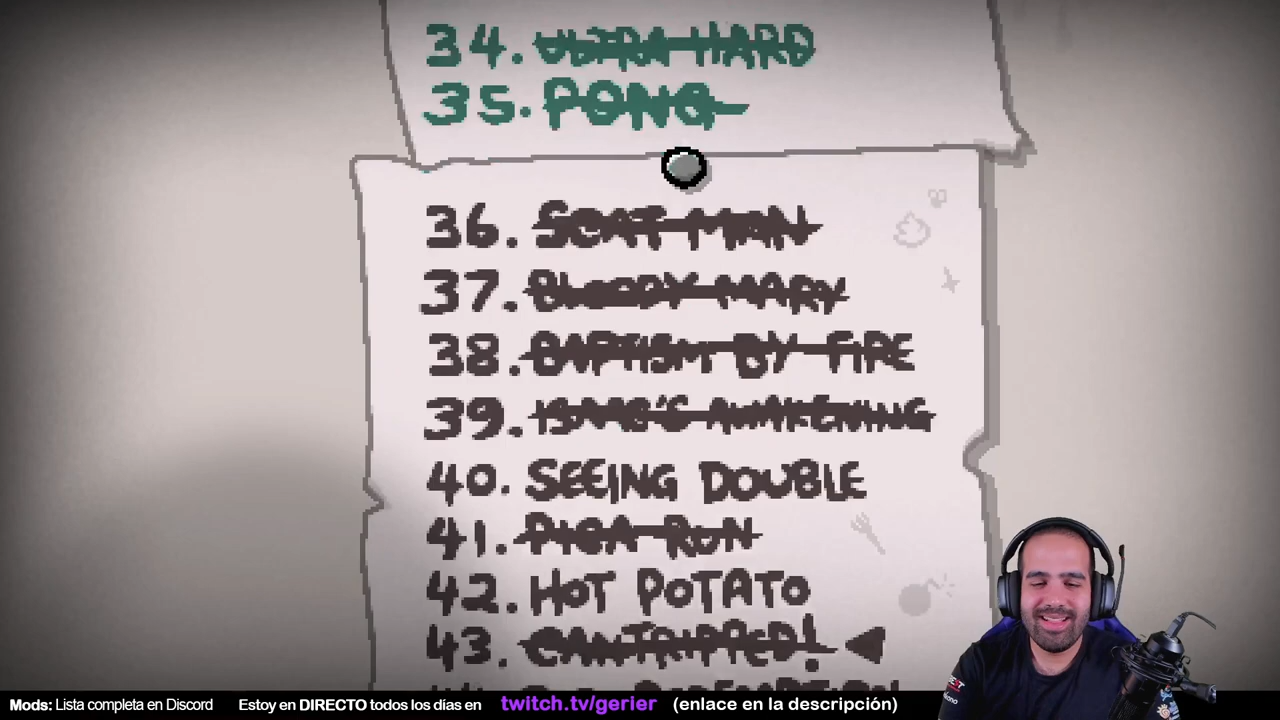 34. ULTRA HARD
35. PONG
36. SCAT MAN
37. BLOODY MARY
38. BAPTISM BY FIRE
39. ISAAC'S AWAKENING
40. SEEING DOUBLE
41. PICA RUN
42. HOT POTATO
43. CANTRIPPED!
Mods: Lista completa en Discord Estoy en DIRECTO todos los días en twitch.tv/gerier (enlace en la descripción)